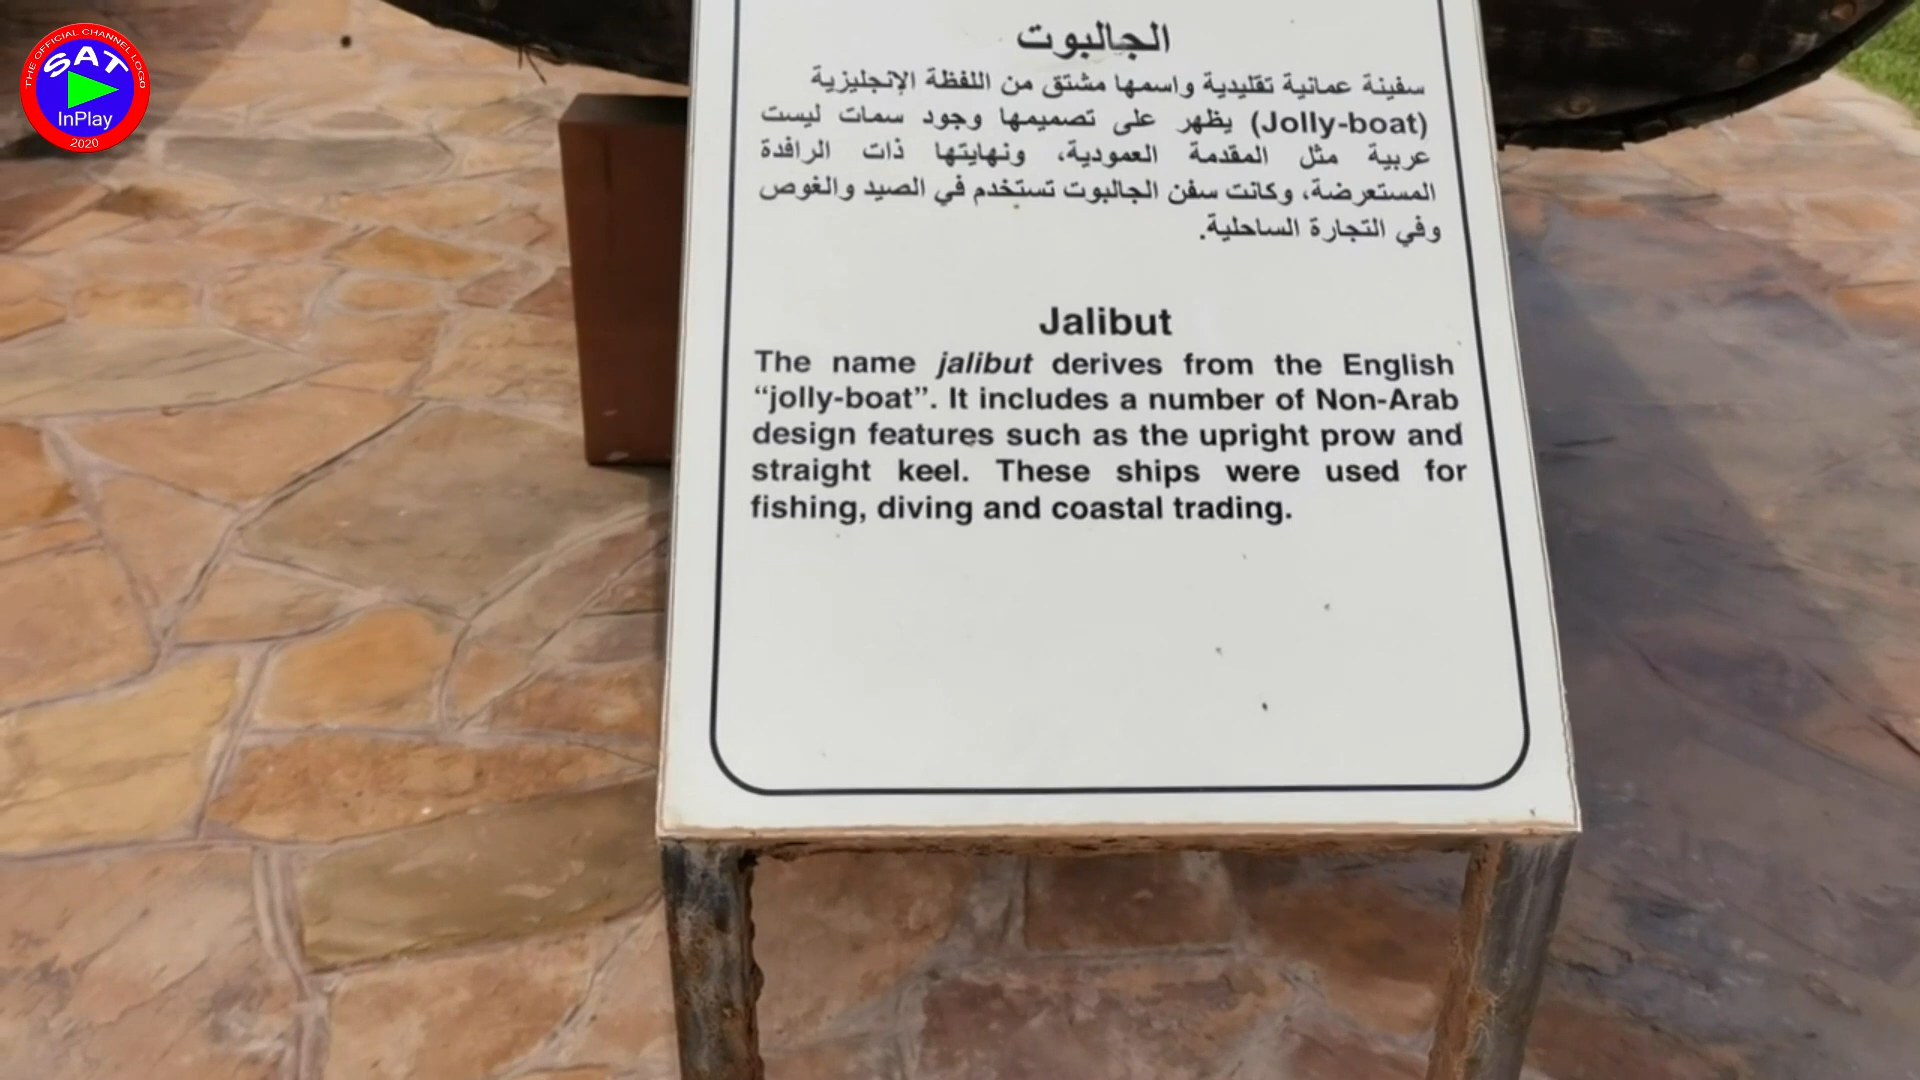 THE OFFICIAL CHANNEL LOGO
SAT
InPlay
2020
الجالبوت
سفينة عمانية تقليدية واسمها مشتق من اللفظة الإنجليزية
(Jolly-boat) يظهر على تصميمها وجود سمات ليست
عربية مثل المقدمة العمودية، ونهايتها ذات الرافدة
المستعرضة، وكانت سفن الجالبوت تستخدم في الصيد والغوص
وفي التجارة الساحلية.
Jalibut
The name jalibut derives from the English
“jolly-boat”. It includes a number of Non-Arab
design features such as the upright prow and
straight keel. These ships were used for
fishing, diving and coastal trading.